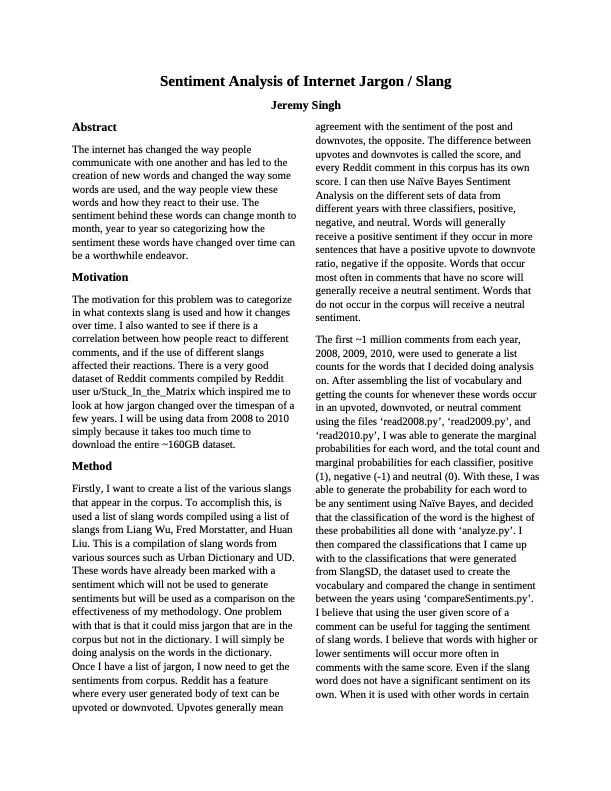 Sentiment Analysis of Internet Jargon / Slang
Jeremy Singh
Abstract
The internet has changed the way people
communicate with one another and has led to the
creation of new words and changed the way some
words are used, and the way people view these
words and how they react to their use. The
sentiment behind these words can change month to
month, year to year so categorizing how the
sentiment these words have changed over time can
be a worthwhile endeavor.
Motivation
The motivation for this problem was to categorize
in what contexts slang is used and how it changes
over time. I also wanted to see if there is a
correlation between how people react to different
comments, and if the use of different slangs
affected their reactions. There is a very good
dataset of Reddit comments compiled by Reddit
user u/Stuck_In_the_Matrix which inspired me to
look at how jargon changed over the timespan of a
few years. I will be using data from 2008 to 2010
simply because it takes too much time to
download the entire ~160GB dataset.
Method
Firstly, I want to create a list of the various slangs
that appear in the corpus. To accomplish this, is
used a list of slang words compiled using a list of
slangs from Liang Wu, Fred Morstatter, and Huan
Liu. This is a compilation of slang words from
various sources such as Urban Dictionary and UD.
These words have already been marked with a
sentiment which will not be used to generate
sentiments but will be used as a comparison on the
effectiveness of my methodology. One problem
with that is that it could miss jargon that are in the
corpus but not in the dictionary. I will simply be
doing analysis on the words in the dictionary.
Once I have a list of jargon, I now need to get the
sentiments from corpus. Reddit has a feature
where every user generated body of text can be
upvoted or downvoted. Upvotes generally mean
agreement with the sentiment of the post and
downvotes, the opposite. The difference between
upvotes and downvotes is called the score, and
every Reddit comment in this corpus has its own
score. I can then use Naïve Bayes Sentiment
Analysis on the different sets of data from
different years with three classifiers, positive,
negative, and neutral. Words will generally
receive a positive sentiment if they occur in more
sentences that have a positive upvote to downvote
ratio, negative if the opposite. Words that occur
most often in comments that have no score will
generally receive a neutral sentiment. Words that
do not occur in the corpus will receive a neutral
sentiment.
The first ~1 million comments from each year,
2008, 2009, 2010, were used to generate a list
counts for the words that I decided doing analysis
on. After assembling the list of vocabulary and
getting the counts for whenever these words occur
in an upvoted, downvoted, or neutral comment
using the files ‘read2008.py’, ‘read2009.py’, and
‘read2010.py’, I was able to generate the marginal
probabilities for each word, and the total count and
marginal probabilities for each classifier, positive
(1), negative (-1) and neutral (0). With these, I was
able to generate the probability for each word to
be any sentiment using Naïve Bayes, and decided
that the classification of the word is the highest of
these probabilities all done with ‘analyze.py’. I
then compared the classifications that I came up
with to the classifications that were generated
from SlangSD, the dataset used to create the
vocabulary and compared the change in sentiment
between the years using ‘compareSentiments.py’.
I believe that using the user given score of a
comment can be useful for tagging the sentiment
of slang words. I believe that words with higher or
lower sentiments will occur more often in
comments with the same score. Even if the slang
word does not have a significant sentiment on its
own. When it is used with other words in certain